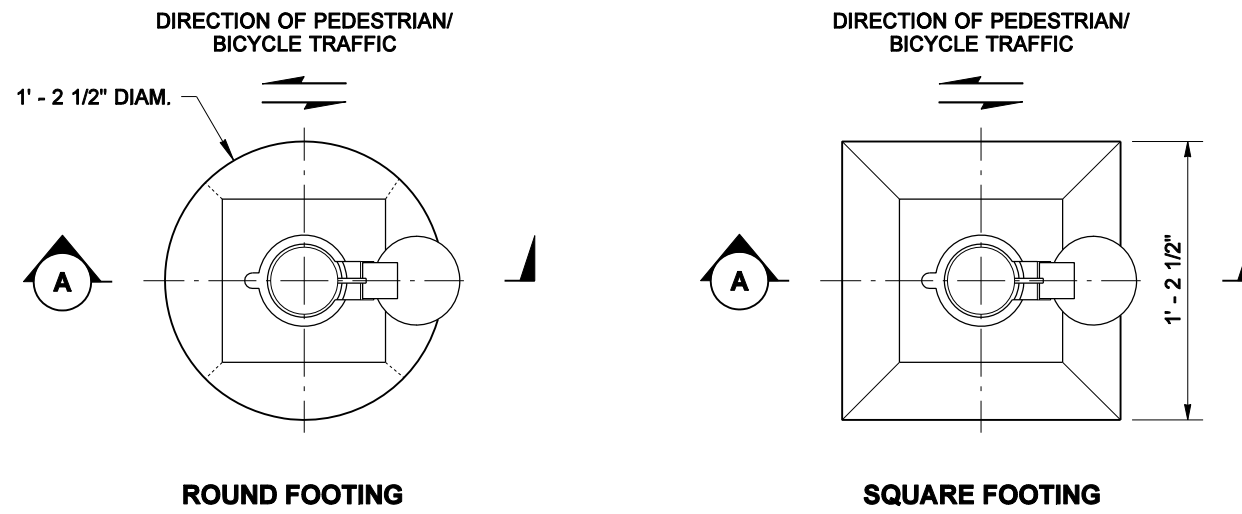 DIRECTION OF PEDESTRIAN/
BICYCLE TRAFFIC
1' - 2 1/2" DIAM.
A
ROUND FOOTING
DIRECTION OF PEDESTRIAN/
BICYCLE TRAFFIC
A
1' - 2 1/2"
SQUARE FOOTING